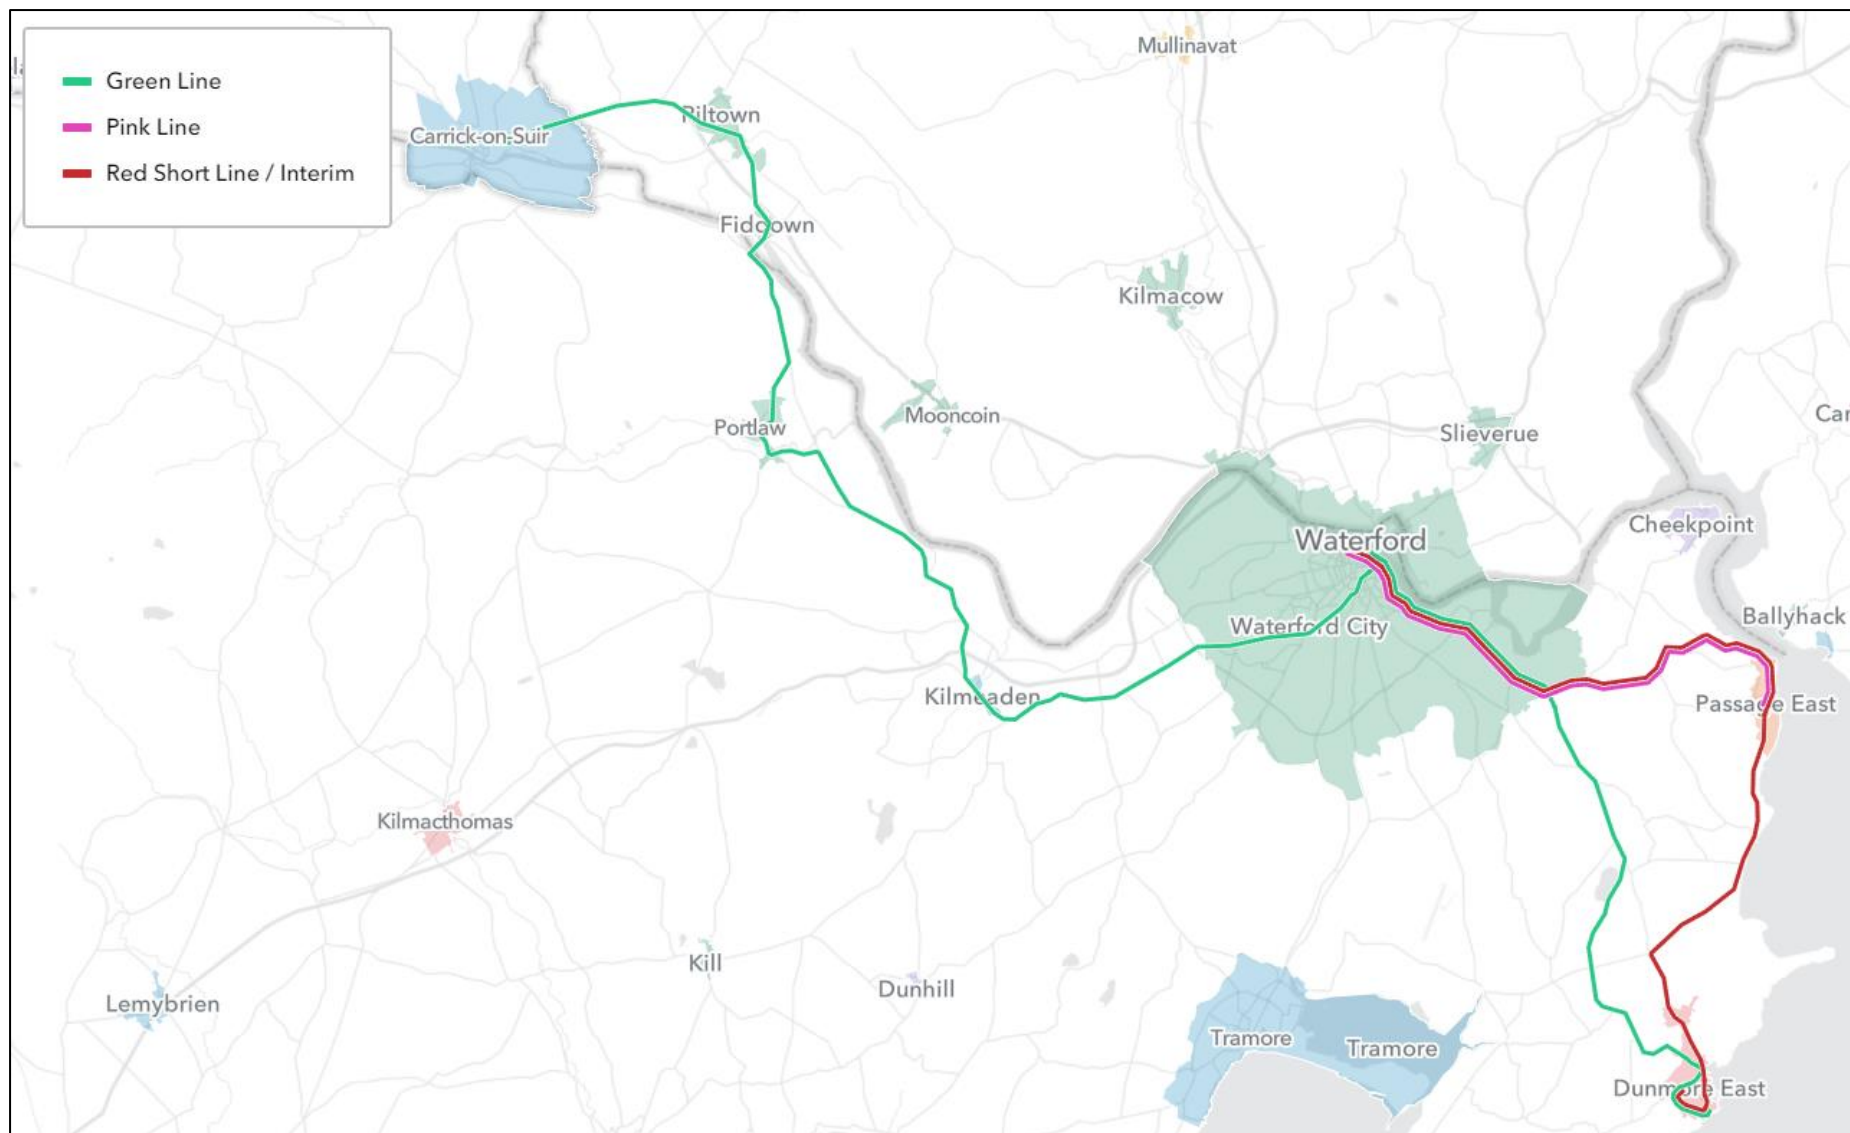 Mullinavat
Green Line
Piltown
Pink Line
Carrick-on-Suir
Red Short Line / Interim
Fiddown
Kilmacow
Mooncoin
Portlaw
Slieverue
Cheekpoint
Waterford
Ballyhack
Waterford City
Kilmeaden
Passage East
Kilmacthomas
Kill
Dunhill
Lemybrien
Tramore
Tramore
Dunmore East